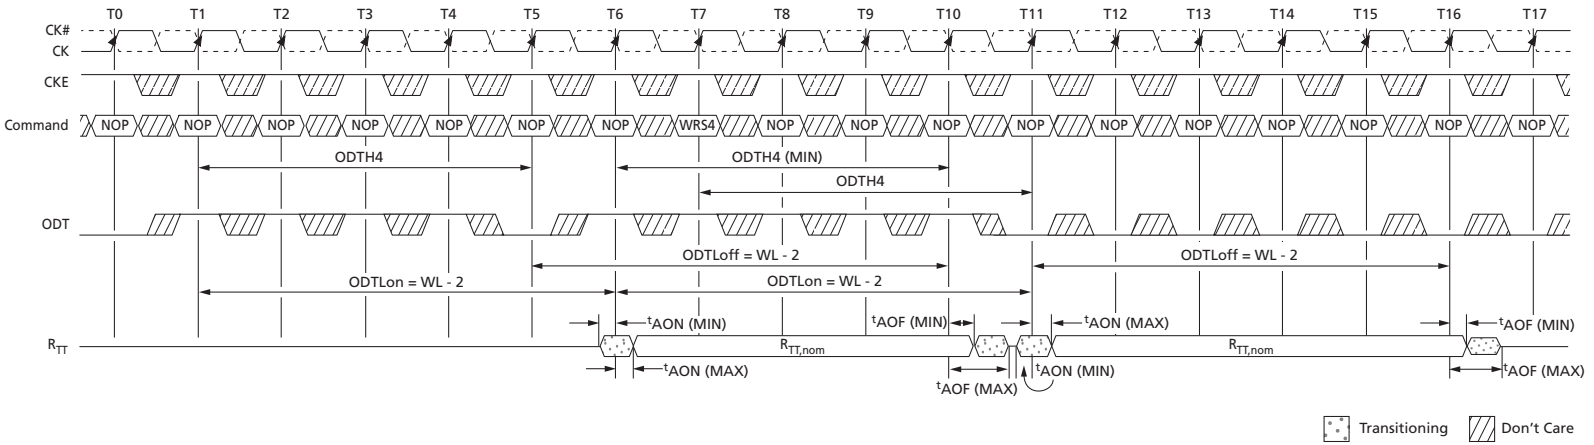 T0 T1 T2 T3 T4 T5 T6 T7 T8 T9 T10 T11 T12 T13 T14 T15 T16 T17
CK#
CK
CKE
Command NOP NOP NOP NOP NOP NOP NOP WRS4 NOP NOP NOP NOP NOP NOP NOP NOP NOP NOP
ODTH4 ODTH4 (MIN)
ODTH4
ODT
ODTLoff = WL - 2 ODTLoff = WL - 2
ODTLon = WL - 2 ODTLon = WL - 2
tAON (MIN) tAOF (MIN) tAON (MAX) tAOF (MIN)
RTT RTT,nom RTT,nom
tAON (MAX) tAON (MIN) tAOF (MAX)
tAOF (MAX)
Transitioning Don't Care